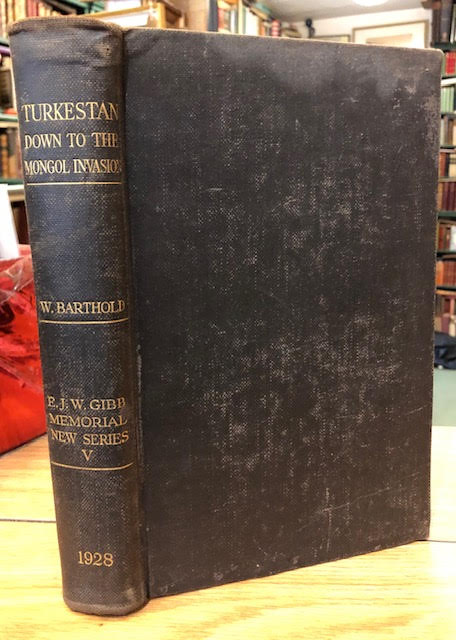 TURKESTAN
DOWN TO THE
MONGOL INVASION
W. BARTHOLD
E. J. W. GIBB
MEMORIAL
NEW SERIES
V
1928